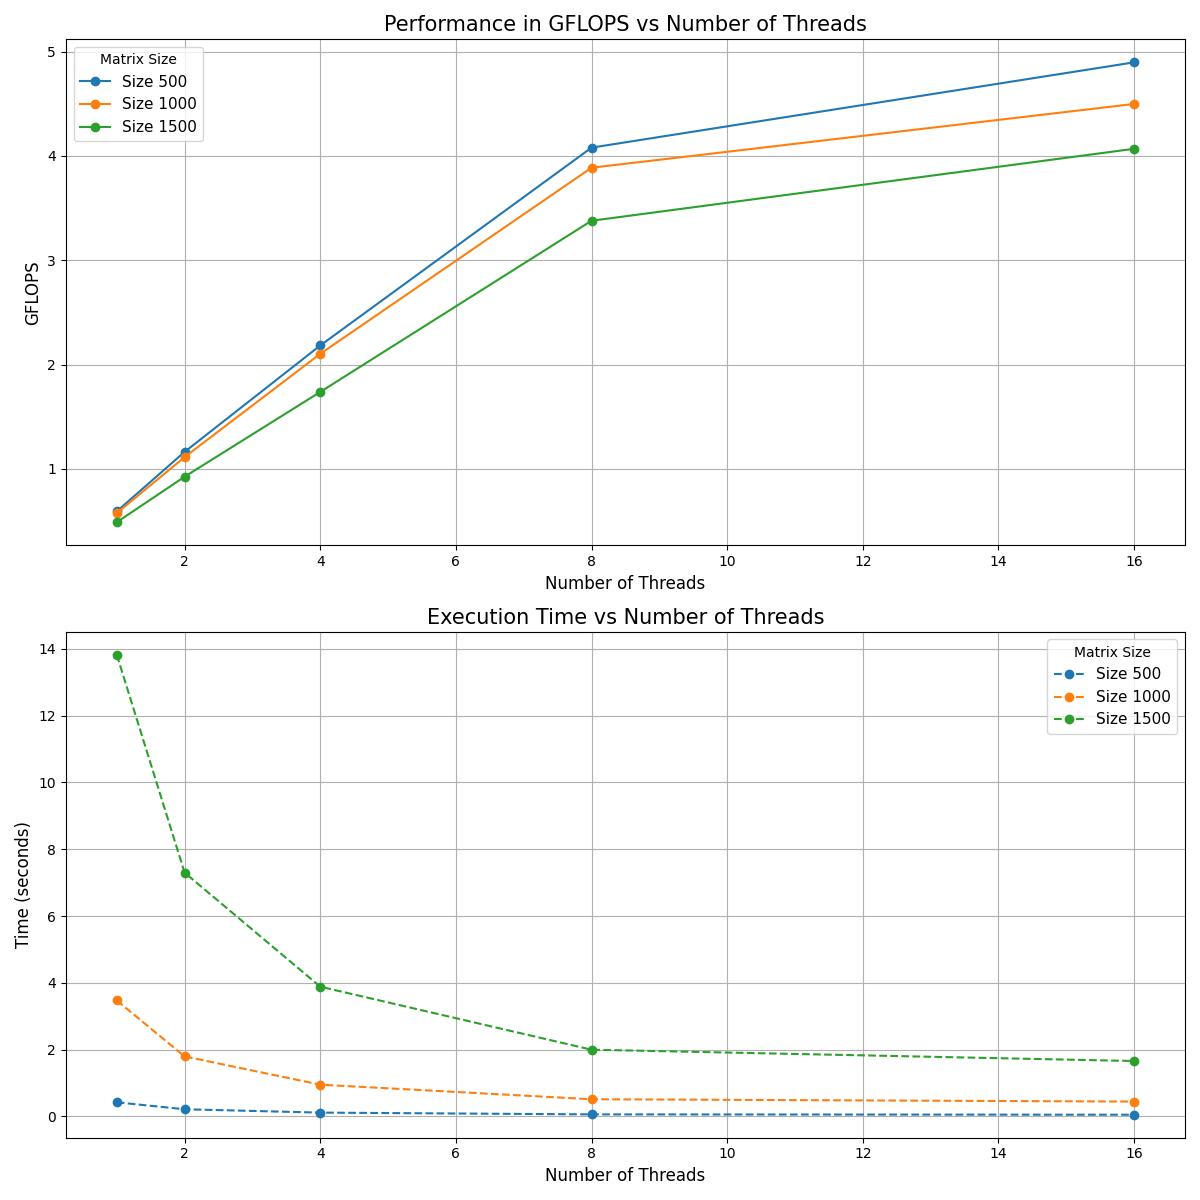 Performance in GFLOPS vs Number of Threads
Matrix Size
Size 500
Size 1000
Size 1500
5
4
3
2
1
GFLOPS
2 4 6 8 10 12 14 16
Number of Threads
Execution Time vs Number of Threads
Matrix Size
Size 500
Size 1000
Size 1500
14
12
10
8
6
4
2
0
Time (seconds)
2 4 6 8 10 12 14 16
Number of Threads